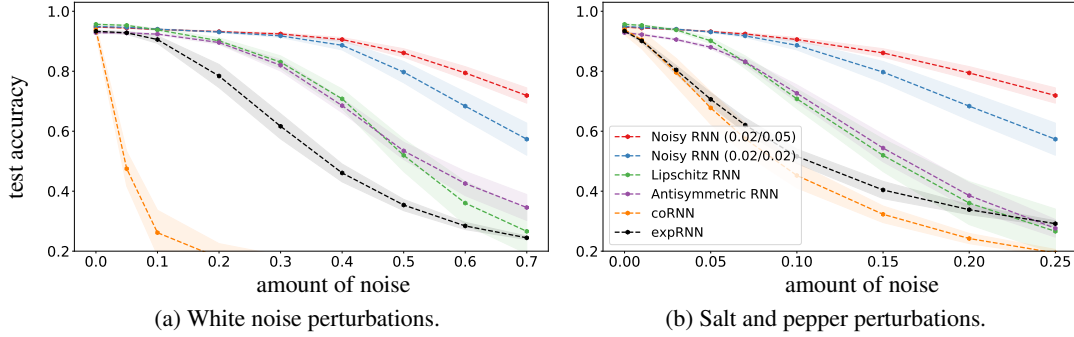 test accuracy
1.0
0.8
0.6
0.4
0.2
0.0 0.1 0.2 0.3 0.4 0.5 0.6 0.7
amount of noise
(a) White noise perturbations.
1.0
0.8
0.6
0.4
0.2
Noisy RNN (0.02/0.05)
Noisy RNN (0.02/0.02)
Lipschitz RNN
Antisymmetric RNN
coRNN
expRNN
0.00 0.05 0.10 0.15 0.20 0.25
amount of noise
(b) Salt and pepper perturbations.